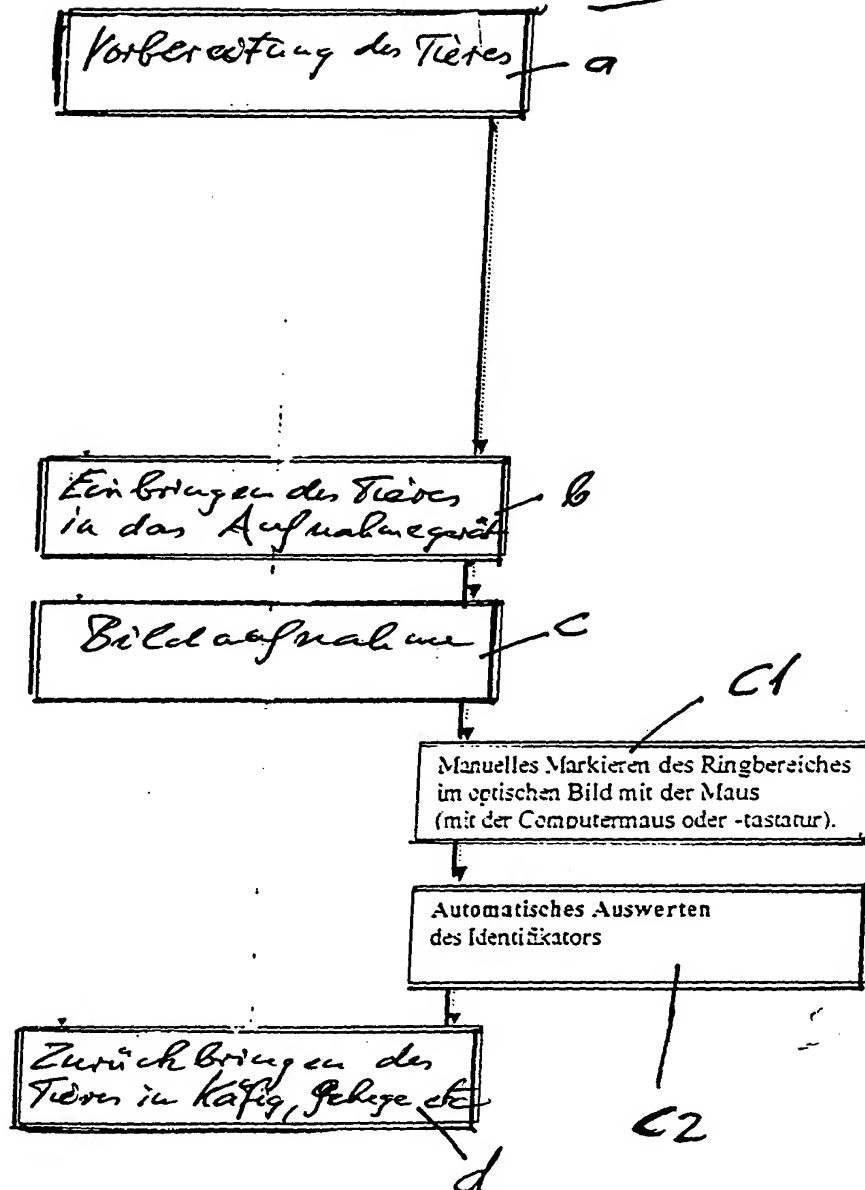 Vorbereitung des Tieres
a
Einbringen des Tieres
in das Aufnahmegerät
b
Bildaufnahme
c
C1
Manuelles Markieren des Ringbereiches
im optischen Bild mit der Maus
(mit der Computermaus oder -tastatur).
Automatisches Auswerten
des Identifikators
C2
Zurückbringen des
Tieres in Käfig, Gehege etc
d